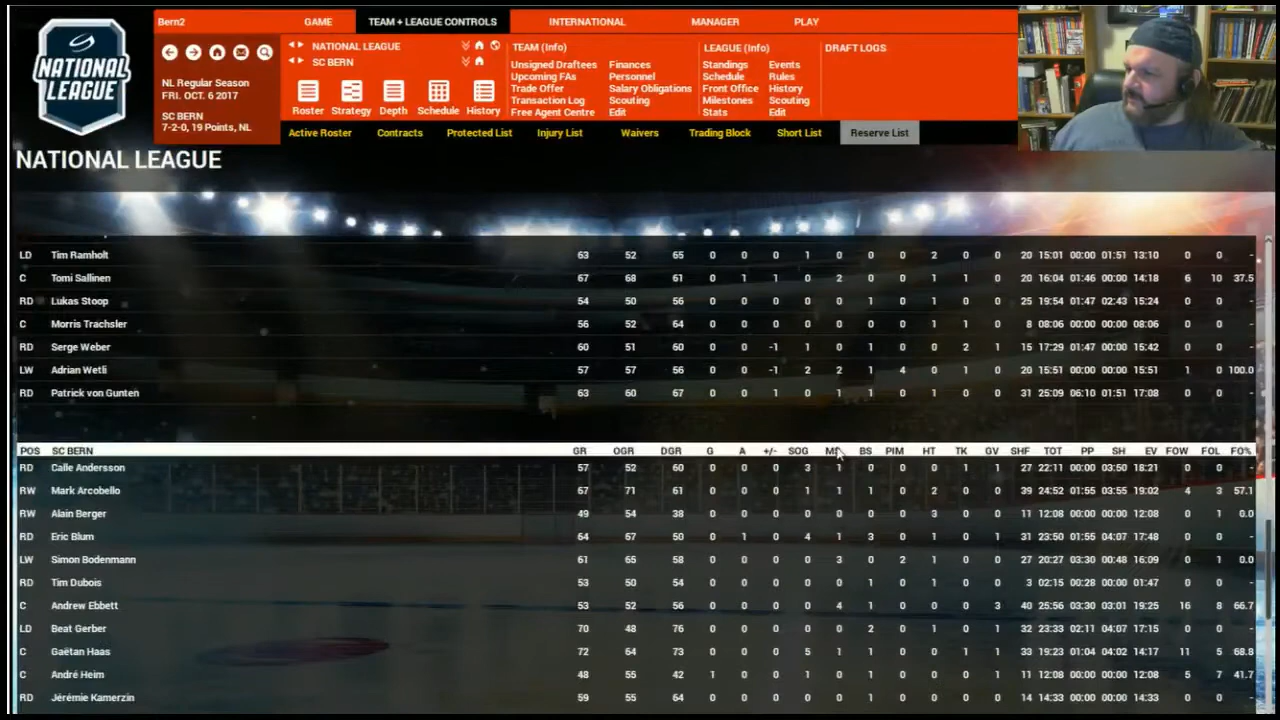 NATIONAL LEAGUE
Bern2
GAME
TEAM + LEAGUE CONTROLS
INTERNATIONAL
MANAGER
PLAY
NL Regular Season
FRI. OCT. 6 2017
SC BERN
7-2-0, 19 Points, NL
NATIONAL LEAGUE
SC BERN
Roster Strategy Depth Schedule History
TEAM (Info)
Unsigned Draftees Finances
Upcoming FAs Personnel
Trade Offer Salary Obligations
Transaction Log Scouting
Free Agent Centre Edit
LEAGUE (Info)
Standings Events
Schedule Rules
Front Office History
Milestones Scouting
Stats Edit
DRAFT LOGS
Active Roster Contracts Protected List Injury List Waivers Trading Block Short List Reserve List
NATIONAL LEAGUE
LD Tim Ramholt 63 52 65 0 0 0 1 0 0 0 2 0 0 20 15:01 00:00 01:51 13:10 0 0 -
C Tomi Sallinen 67 68 61 0 1 1 0 2 0 0 1 1 0 20 16:04 01:46 00:00 14:18 6 10 37.5
RD Lukas Stoop 54 50 56 0 0 0 0 0 1 0 1 0 0 25 19:54 01:47 02:43 15:24 0 0 -
C Morris Trachsler 56 52 64 0 0 0 0 0 0 0 1 1 0 8 08:06 00:00 00:00 08:06 0 0 -
RD Serge Weber 60 51 60 0 0 -1 1 0 1 0 0 2 1 15 17:29 01:47 00:00 15:42 0 0 -
LW Adrian Wetli 57 57 56 0 0 -1 2 2 1 4 0 1 0 20 15:51 00:00 00:00 15:51 1 0 100.0
RD Patrick von Gunten 63 60 67 0 0 1 0 1 1 0 1 0 0 31 25:09 06:10 01:51 17:08 0 0 -
POS SC BERN GR OGR DGR G A +/- SOG MS BS PIM HT TK GV SHF TOT PP SH EV FOW FOL FO%
RD Calle Andersson 57 52 60 0 0 0 3 1 0 0 0 1 1 27 22:11 00:00 03:50 18:21 0 0 -
RW Mark Arcobello 67 71 61 0 0 0 1 1 1 0 2 0 0 39 24:52 01:55 03:55 19:02 4 3 57.1
RW Alain Berger 49 54 38 0 0 0 0 0 0 0 3 0 0 11 12:08 00:00 00:00 12:08 0 1 0.0
RD Eric Blum 64 67 50 0 1 0 4 1 3 0 1 0 1 31 23:50 01:55 04:07 17:48 0 0 -
LW Simon Bodenmann 61 65 58 0 0 0 0 3 0 2 1 0 0 27 20:27 03:30 00:48 16:09 0 1 0.0
RD Tim Dubois 53 50 54 0 0 0 0 0 1 0 1 0 0 3 02:15 00:28 00:00 01:47 0 0 -
C Andrew Ebbett 53 52 56 0 0 0 0 4 1 0 0 0 3 40 25:56 03:30 03:01 19:25 16 8 66.7
LD Beat Gerber 70 48 76 0 0 0 0 0 2 0 1 0 1 32 23:33 02:11 04:07 17:15 0 0 -
C Gaëtan Haas 72 64 73 0 0 0 5 1 0 0 1 1 1 33 19:23 01:04 04:02 14:17 11 5 68.8
C André Heim 48 55 42 1 0 0 1 0 0 0 0 0 1 11 12:08 00:00 00:00 12:08 5 7 41.7
RD Jérémie Kamerzin 59 55 64 0 0 0 0 0 1 0 0 0 0 14 14:33 00:00 00:00 14:33 0 0 -